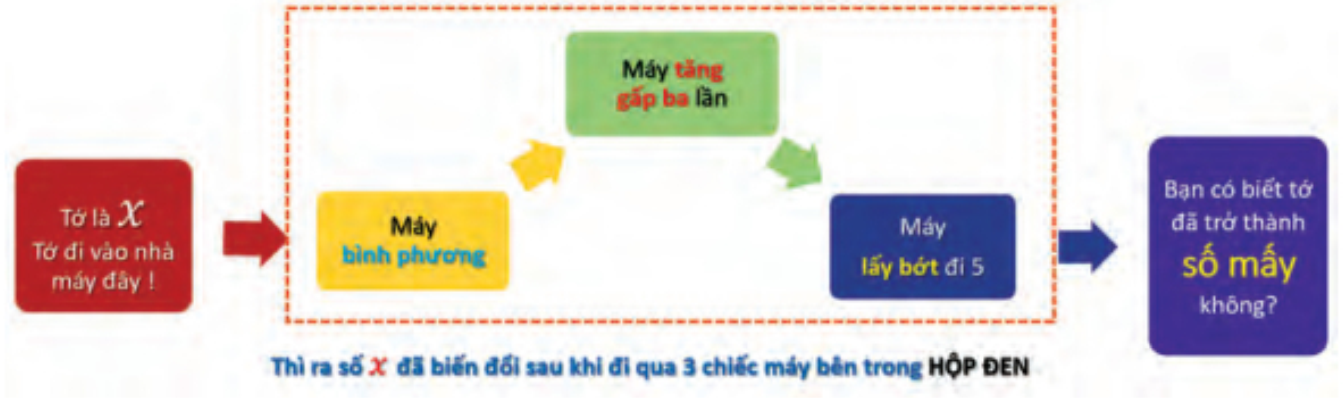 Tớ là x
Tớ đi vào nhà
máy đây !
Máy
bình phương
Máy tăng
gấp ba lần
Máy
lấy bớt đi 5
Bạn có biết tớ
đã trở thành
số mấy
không?
Thì ra số x đã biến đổi sau khi đi qua 3 chiếc máy bên trong HỘP ĐEN